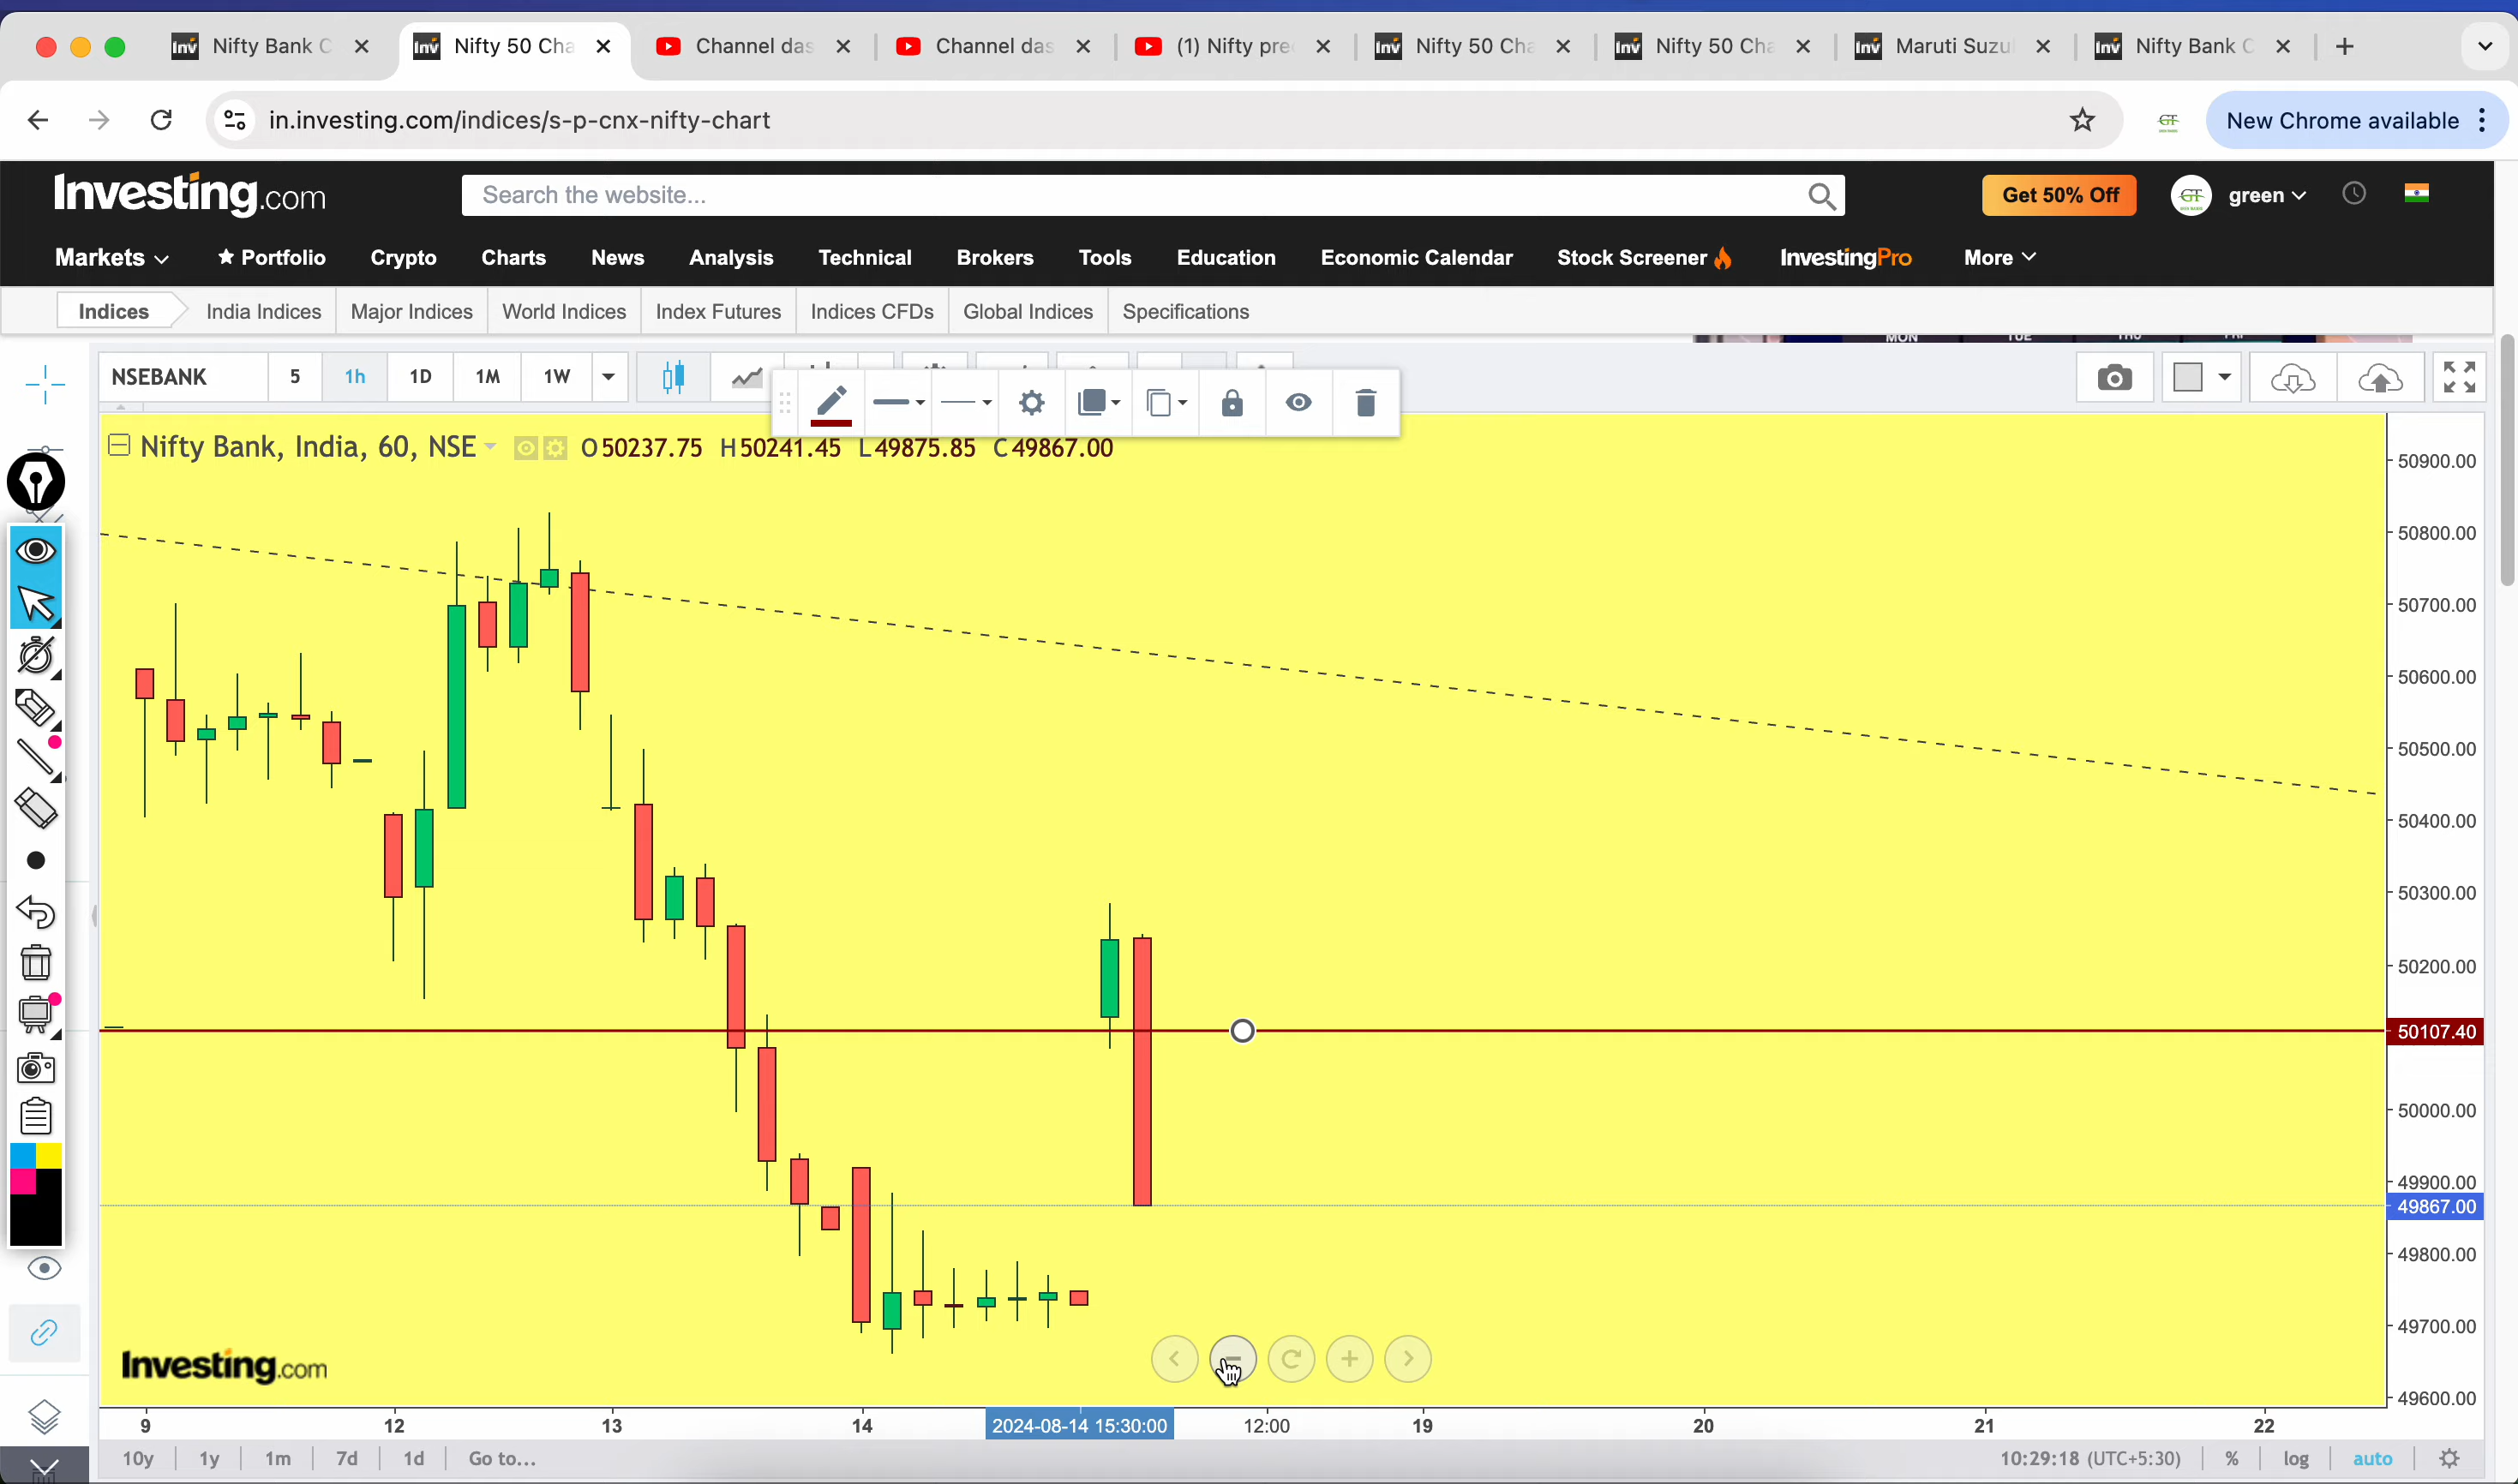 Nifty Bank C
Nifty 50 Cha
Channel das
Channel das
(1) Nifty pre
Nifty 50 Cha
Nifty 50 Cha
Maruti Suzu
Nifty Bank C
in.investing.com/indices/s-p-cnx-nifty-chart
New Chrome available
Investing.com
Search the website...
Get 50% Off
green
Markets
Portfolio
Crypto
Charts
News
Analysis
Technical
Brokers
Tools
Education
Economic Calendar
Stock Screener
InvestingPro
More
Indices
India Indices
Major Indices
World Indices
Index Futures
Indices CFDs
Global Indices
Specifications
NSEBANK
5
1h
1D
1M
1W
Nifty Bank, India, 60, NSE O50237.75 H50241.45 L49875.85 C49867.00
50900.00
50800.00
50700.00
50600.00
50500.00
50400.00
50300.00
50200.00
50107.40
50000.00
49900.00
49867.00
49800.00
49700.00
49600.00
Investing.com
9
12
13
14
2024-08-14 15:30:00
12:00
19
20
21
22
10y
1y
1m
7d
1d
Go to...
10:29:18 (UTC+5:30)
%
log
auto